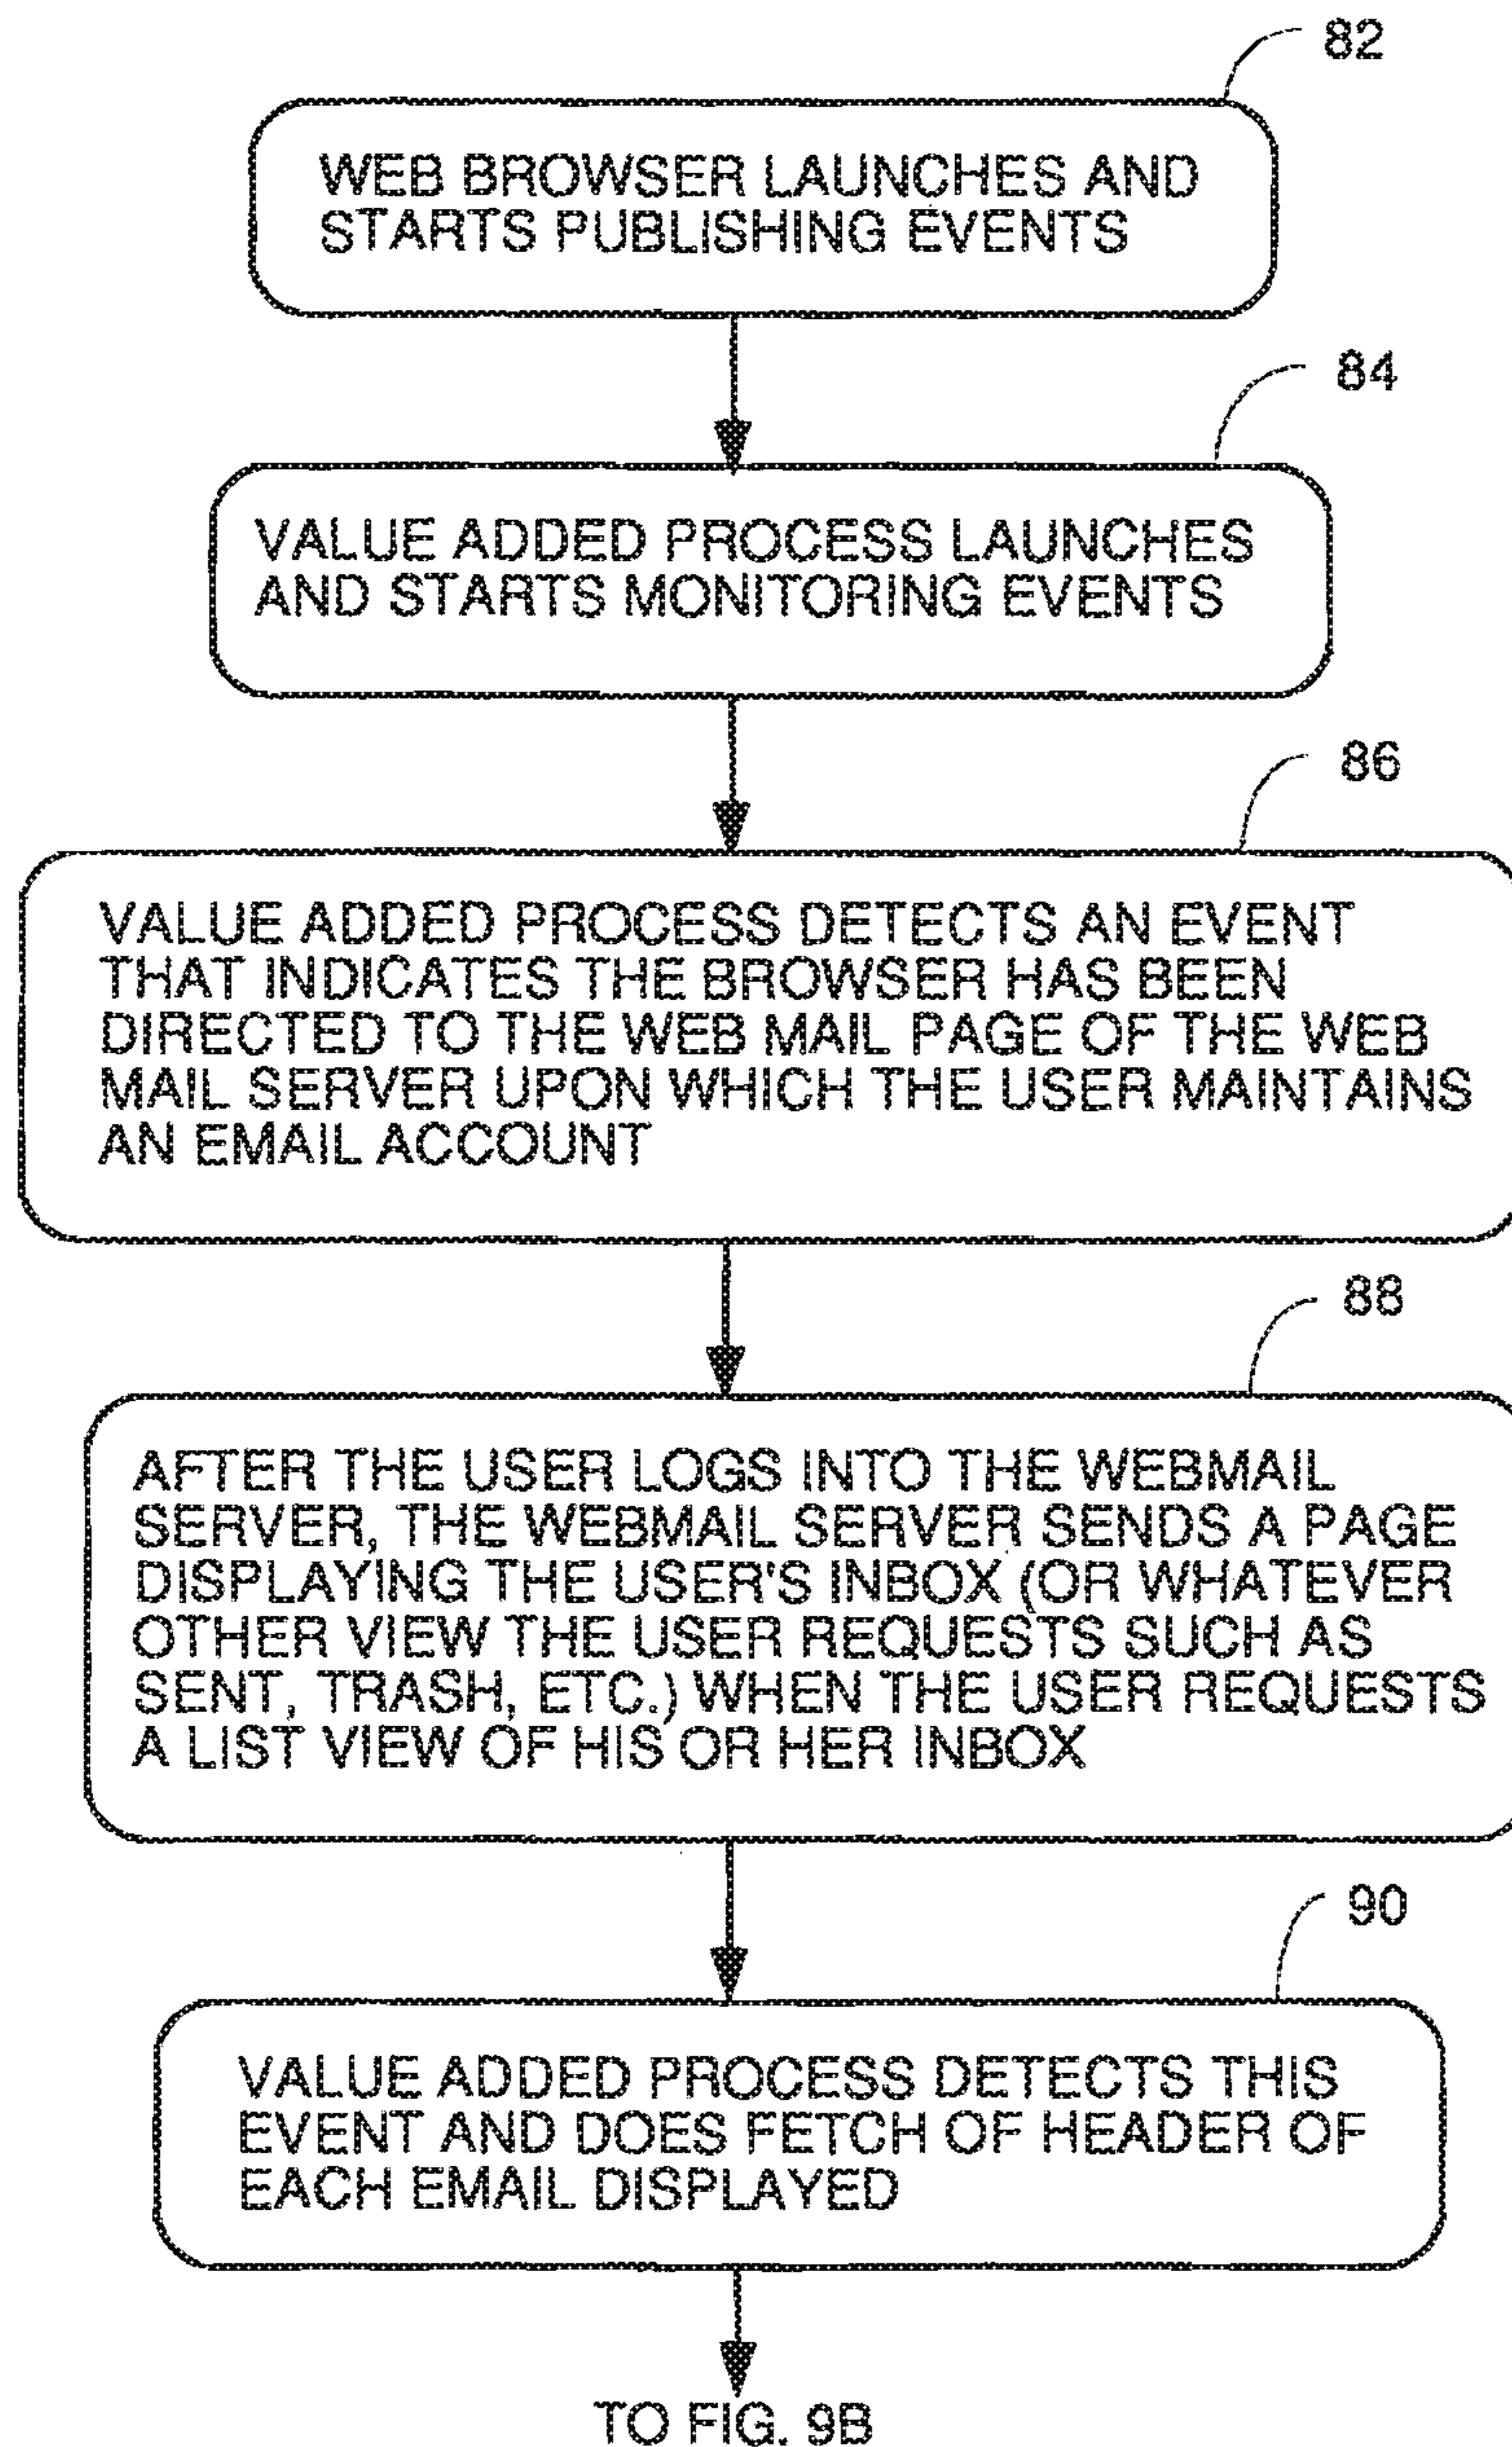 82
WEB BROWSER LAUNCHES AND
STARTS PUBLISHING EVENTS
84
VALUE ADDED PROCESS LAUNCHES
AND STARTS MONITORING EVENTS
86
VALUE ADDED PROCESS DETECTS AN EVENT
THAT INDICATES THE BROWSER HAS BEEN
DIRECTED TO THE WEB MAIL PAGE OF THE WEB
MAIL SERVER UPON WHICH THE USER MAINTAINS
AN EMAIL ACCOUNT
88
AFTER THE USER LOGS INTO THE WEBMAIL
SERVER, THE WEBMAIL SERVER SENDS A PAGE
DISPLAYING THE USER'S INBOX (OR WHATEVER
OTHER VIEW THE USER REQUESTS SUCH AS
SENT, TRASH, ETC.) WHEN THE USER REQUESTS
A LIST VIEW OF HIS OR HER INBOX
90
VALUE ADDED PROCESS DETECTS THIS
EVENT AND DOES FETCH OF HEADER OF
EACH EMAIL DISPLAYED
TO FIG. 9B